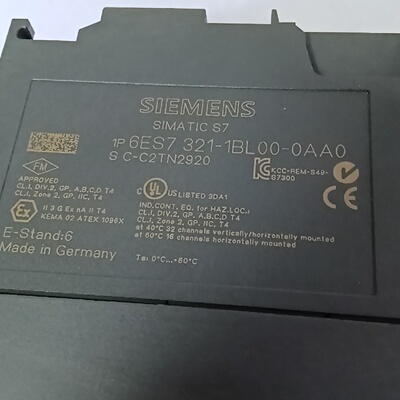 SIEMENS
SIMATIC S7
1P 6ES7 321-1BL00-0AA0
S C-C2TN2920
FM
APPROVED
CL.I, DIV.2, GP. A,B,C,D T4
CL.I, Zone 2, GP. IIC T4
Ex
II 3 G Ex nA II T4
KEMA 02 ATEX 1096X
E-Stand:6
Made in Germany
KCC-REM-S49-
S7300
C UL US LISTED 3DA1
IND. CONT. EQ. for HAZ.LOC.:
CL.I, DIV.2, GP. A,B,C,D T4
CL.I, Zone 2, GP. IIC T4
at 40°C 32 channels vertically/horizontally mounted
at 60°C 16 channels horizontally mounted
Ta: 0°C...+60°C